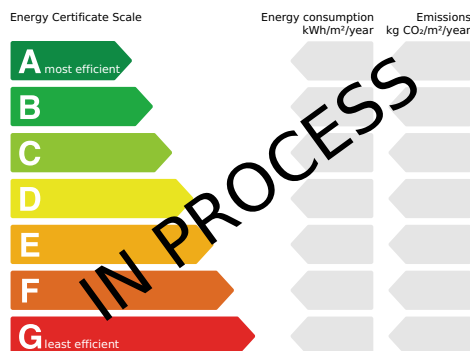 Energy Certificate Scale
Energy consumption
kWh/m²/year
Emissions
kg CO₂/m²/year
A most efficient
B
C
D
E
F
G least efficient
IN PROCESS